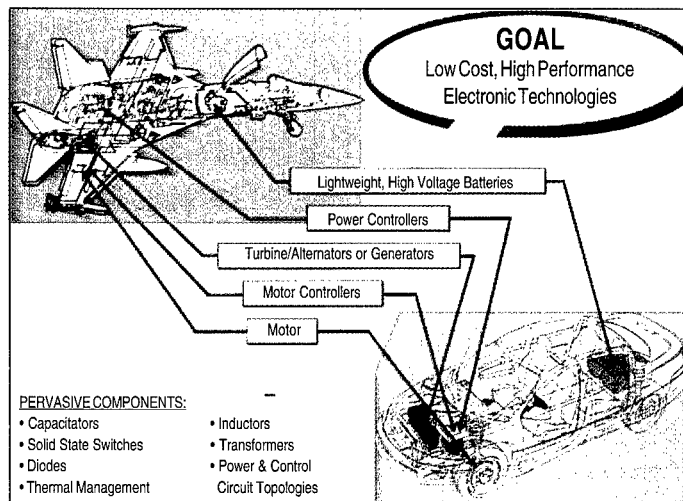 GOAL
Low Cost, High Performance
Electronic Technologies
Lightweight, High Voltage Batteries
Power Controllers
Turbine/Alternators or Generators
Motor Controllers
Motor
PERVASIVE COMPONENTS:
• Capacitators
• Solid State Switches
• Diodes
• Thermal Management
• Inductors
• Transformers
• Power & Control
Circuit Topologies